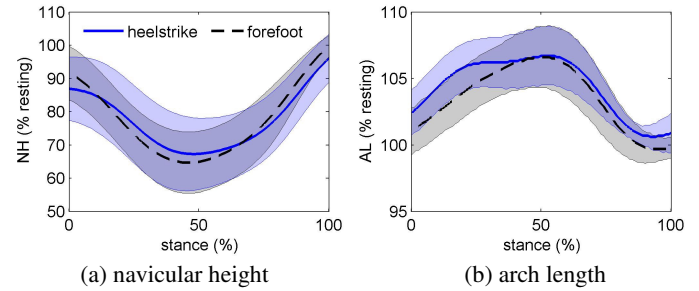 110
100
90
80
70
60
50
0
50
100
NH (% resting)
stance (%)
heelstrike
forefoot
(a) navicular height
110
105
100
95
0
50
100
AL (% resting)
stance (%)
(b) arch length